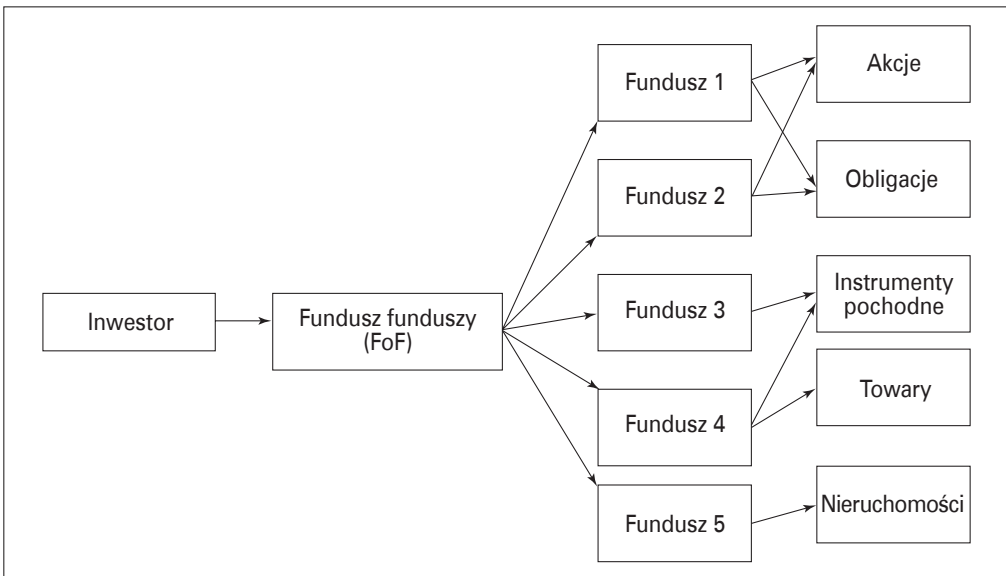 Inwestor
Fundusz funduszy
(FoF)
Fundusz 1
Fundusz 2
Fundusz 3
Fundusz 4
Fundusz 5
Akcje
Obligacje
Instrumenty
pochodne
Towary
Nieruchomości